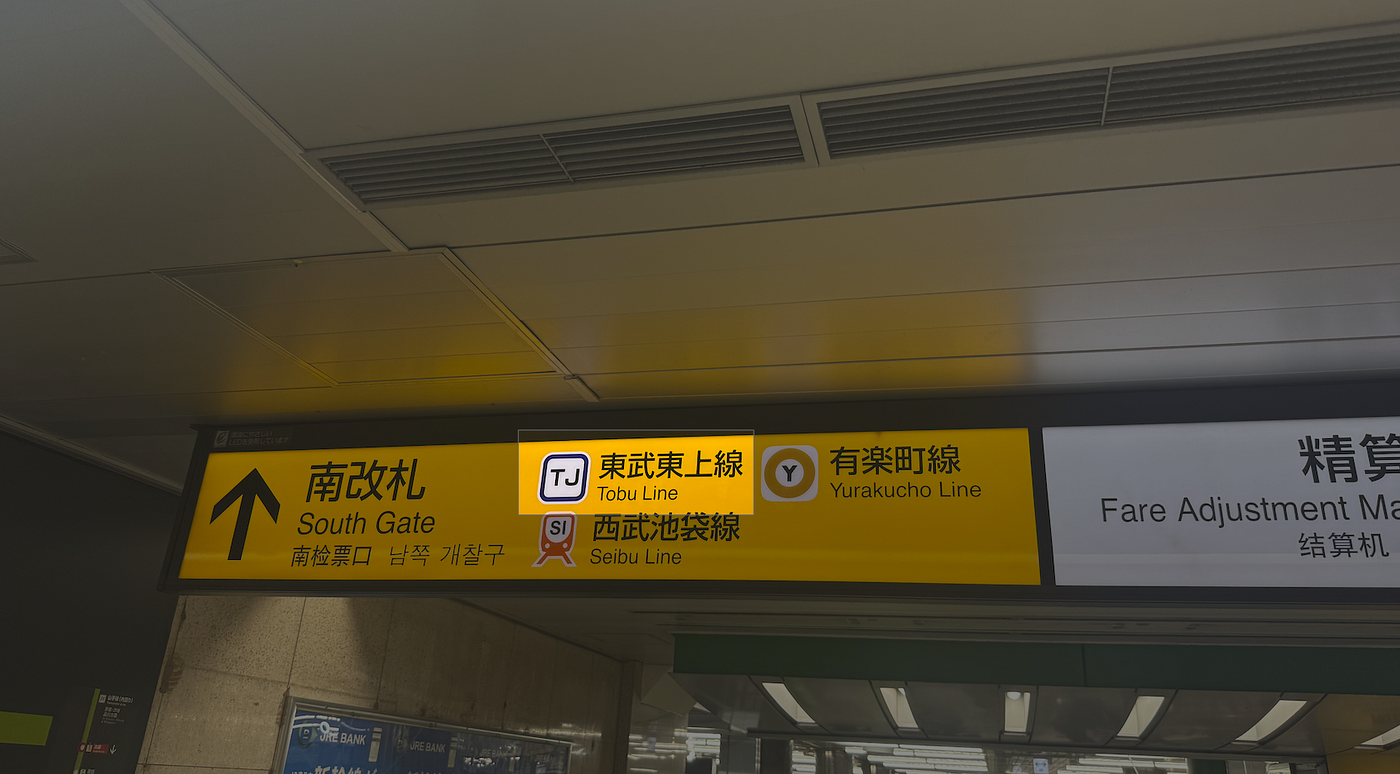 南改札
South Gate
南检票口 남쪽 개찰구
TJ 東武東上線
Tobu Line
SI 西武池袋線
Seibu Line
Y 有楽町線
Yurakucho Line
精算
Fare Adjustment Ma
结算机
JRE BANK
JRE BANK